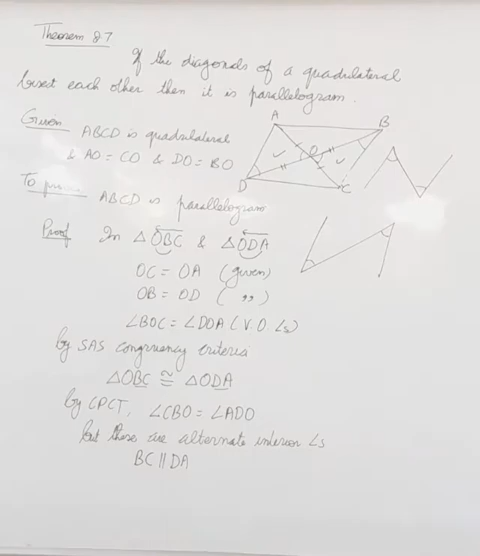 Theorem 8.7
If the diagonals of a quadrilateral
bisect each other then it is parallelogram.
Given ABCD is quadrilateral
& AO = CO & DO = BO
A B
O
D C
To ABCD is parallelogram
Proof In △OBC & △ODA
OC = OA (given)
OB = OD ( ,, )
∠BOC = ∠DOA (V.O. ∠s)
by SAS congruency criteria
△OBC ≅ △ODA
by CPCT, ∠CBO = ∠ADO
but these are alternate interior ∠s
BC || DA